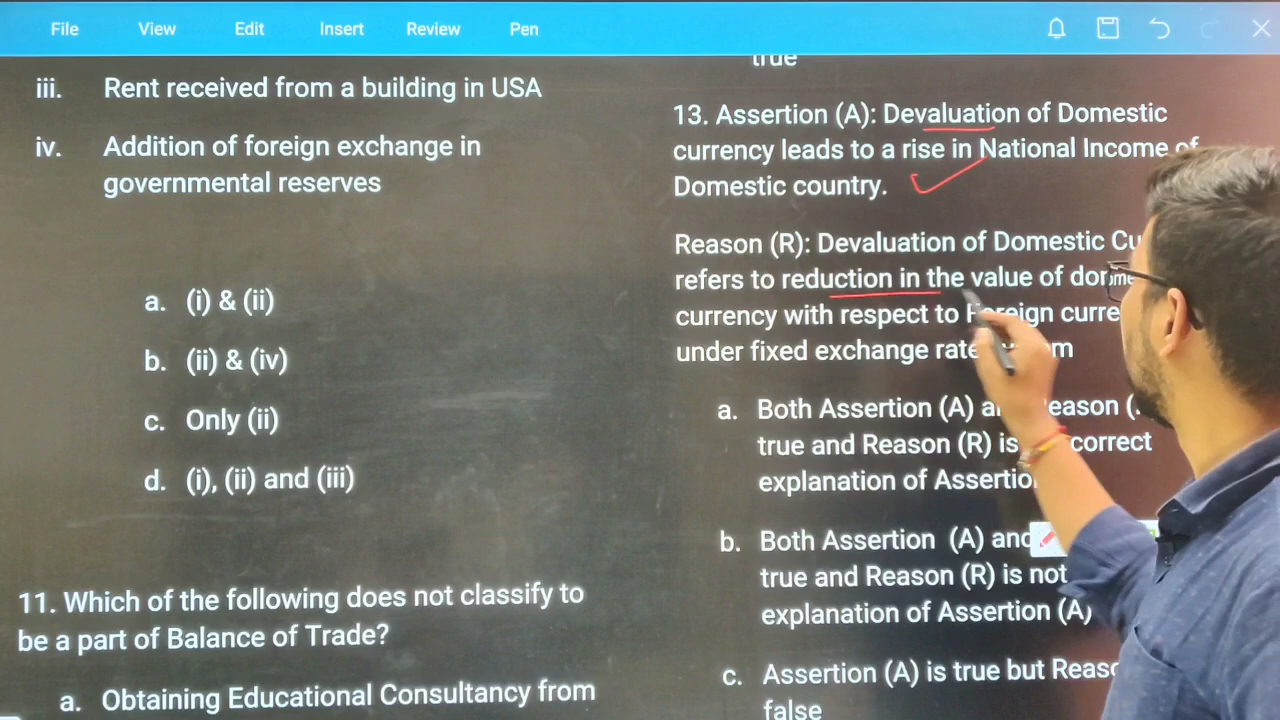 File View Edit Insert Review Pen
iii. Rent received from a building in USA
iv. Addition of foreign exchange in
governmental reserves
a. (i) & (ii)
b. (ii) & (iv)
c. Only (ii)
d. (i), (ii) and (iii)
11. Which of the following does not classify to
be a part of Balance of Trade?
a. Obtaining Educational Consultancy from
true
13. Assertion (A): Devaluation of Domestic
currency leads to a rise in National Income of
Domestic country.
Reason (R): Devaluation of Domestic
refers to reduction in the value of
currency with respect to Foreign
under fixed exchange rate
a. Both Assertion (A)
true and Reason (R) is correct
explanation of
b. Both Assertion (A) and
true and Reason (R) is not
explanation of Assertion (A)
c. Assertion (A) is true but
false